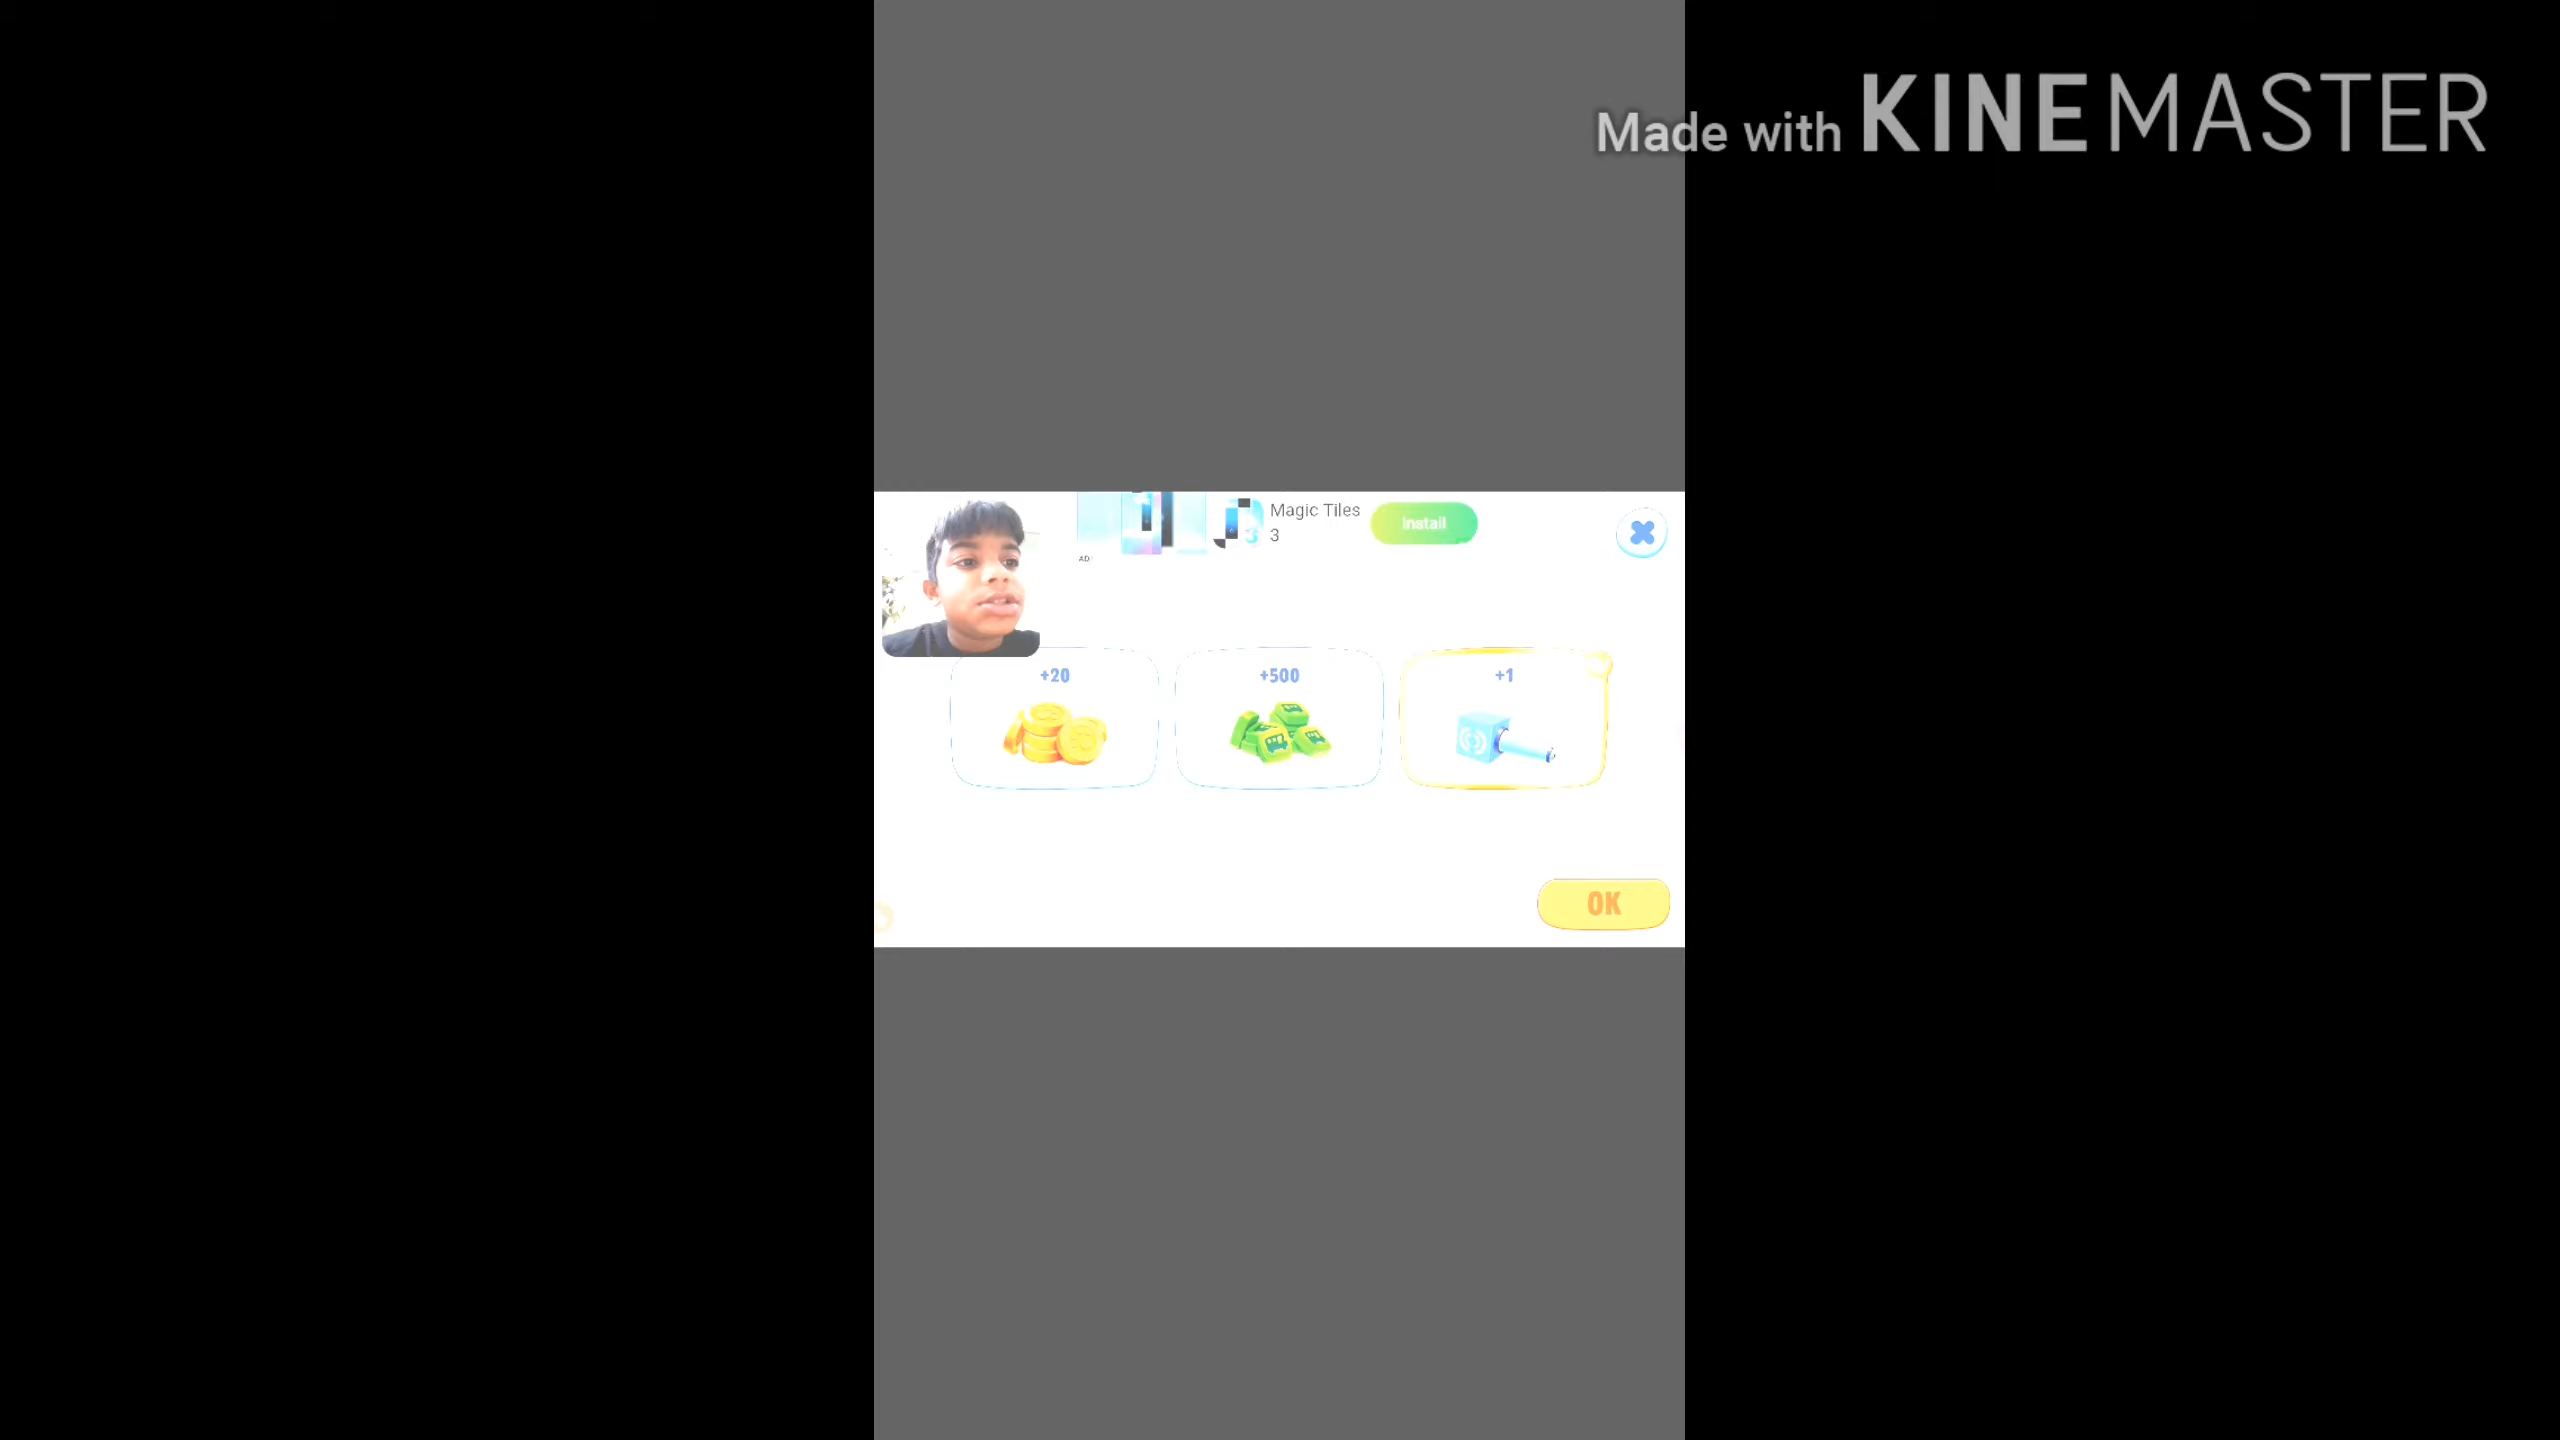 Made with KINEMASTER
Magic Tiles
3
Install
AD
+20
+500
+1
OK